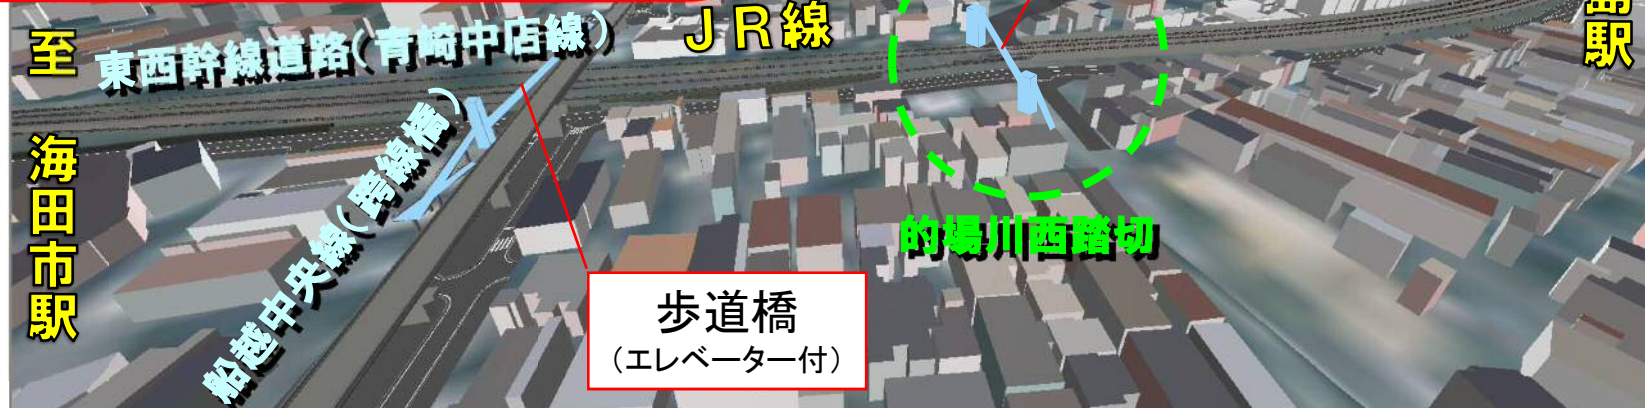 至 海田市駅
東西幹線道路(青崎中店線)
JR線
島駅
船越中央線(跨線橋)
的場川西踏切
歩道橋
(エレベーター付)